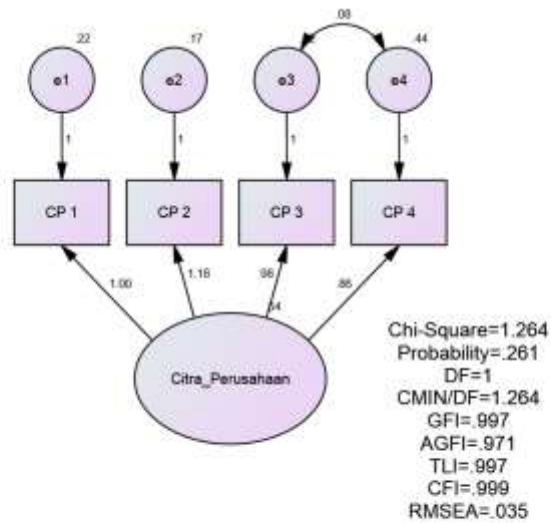 .08
.22
.17
.44
e1
e2
e3
e4
1
1
1
1
CP 1
CP 2
CP 3
CP 4
1.00
1.16
.86
Citra_Perusahaan
Chi-Square=1.264
Probability=.261
DF=1
CMIN/DF=1.264
GFI=.997
AGFI=.971
TLI=.997
CFI=.999
RMSEA=.035